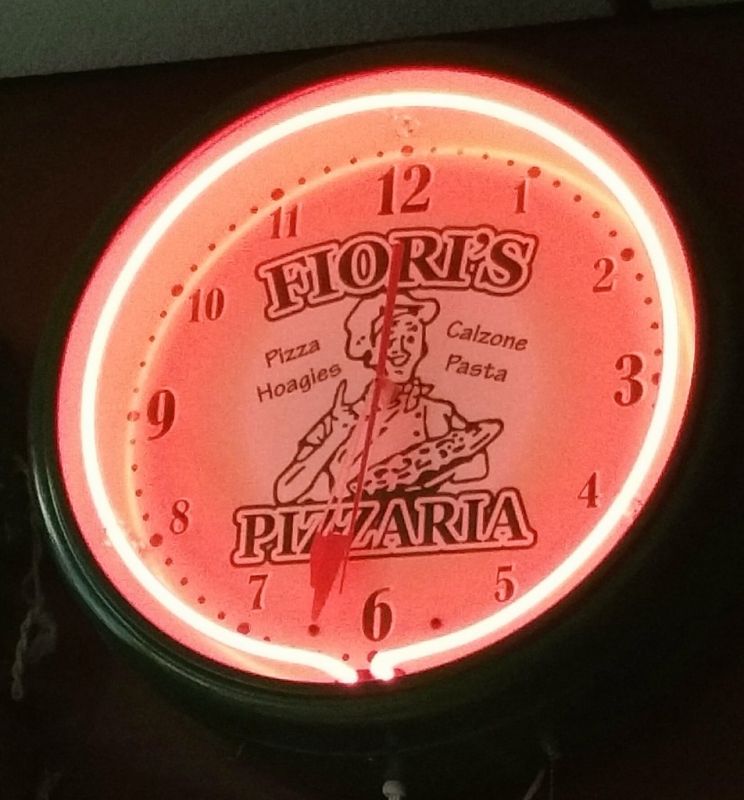 12
11
1
FIORI'S
10
2
Pizza
Hoagies
Calzone
Pasta
9
3
8
4
PIZZARIA
7
5
6